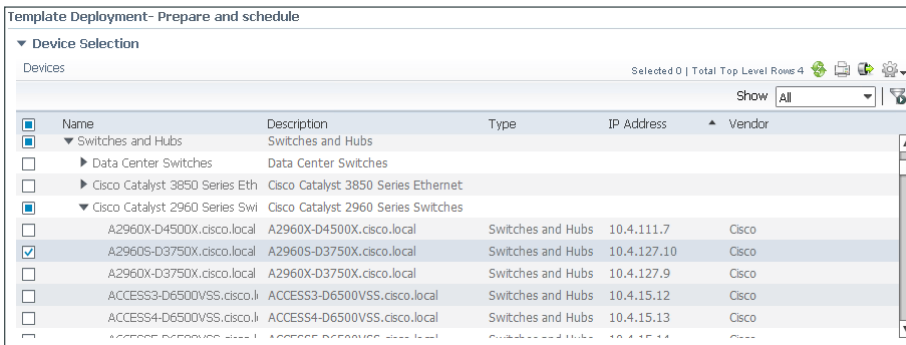 Template Deployment- Prepare and schedule
Device Selection
Devices Selected 0 | Total Top Level Rows 4
Show All
Name Description Type IP Address Vendor
Switches and Hubs Switches and Hubs
Data Center Switches Data Center Switches
Cisco Catalyst 3850 Series Eth Cisco Catalyst 3850 Series Ethernet
Cisco Catalyst 2960 Series Swi Cisco Catalyst 2960 Series Switches
A2960X-D4500X.cisco.local A2960X-D4500X.cisco.local Switches and Hubs 10.4.111.7 Cisco
A2960S-D3750X.cisco.local A2960S-D3750X.cisco.local Switches and Hubs 10.4.127.10 Cisco
A2960X-D3750X.cisco.local A2960X-D3750X.cisco.local Switches and Hubs 10.4.127.9 Cisco
ACCESS3-D6500VSS.cisco.l ACCESS3-D6500VSS.cisco.local Switches and Hubs 10.4.15.12 Cisco
ACCESS4-D6500VSS.cisco.l ACCESS4-D6500VSS.cisco.local Switches and Hubs 10.4.15.13 Cisco